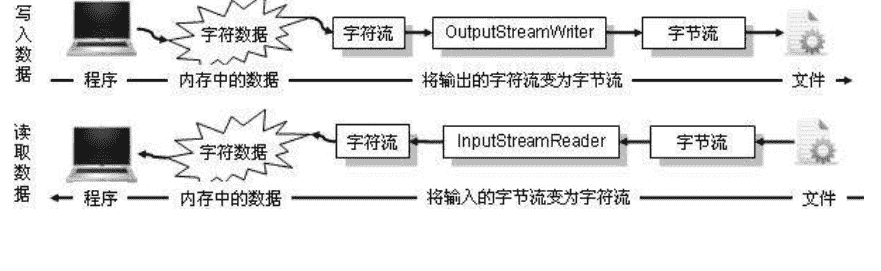 写入数据
字符数据 字符流 OutputStreamWriter 字节流
程序 内存中的数据 将输出的字符流变为字节流 文件
读取数据
字符数据 字符流 InputStreamReader 字节流
程序 内存中的数据 将输入的字节流变为字符流 文件